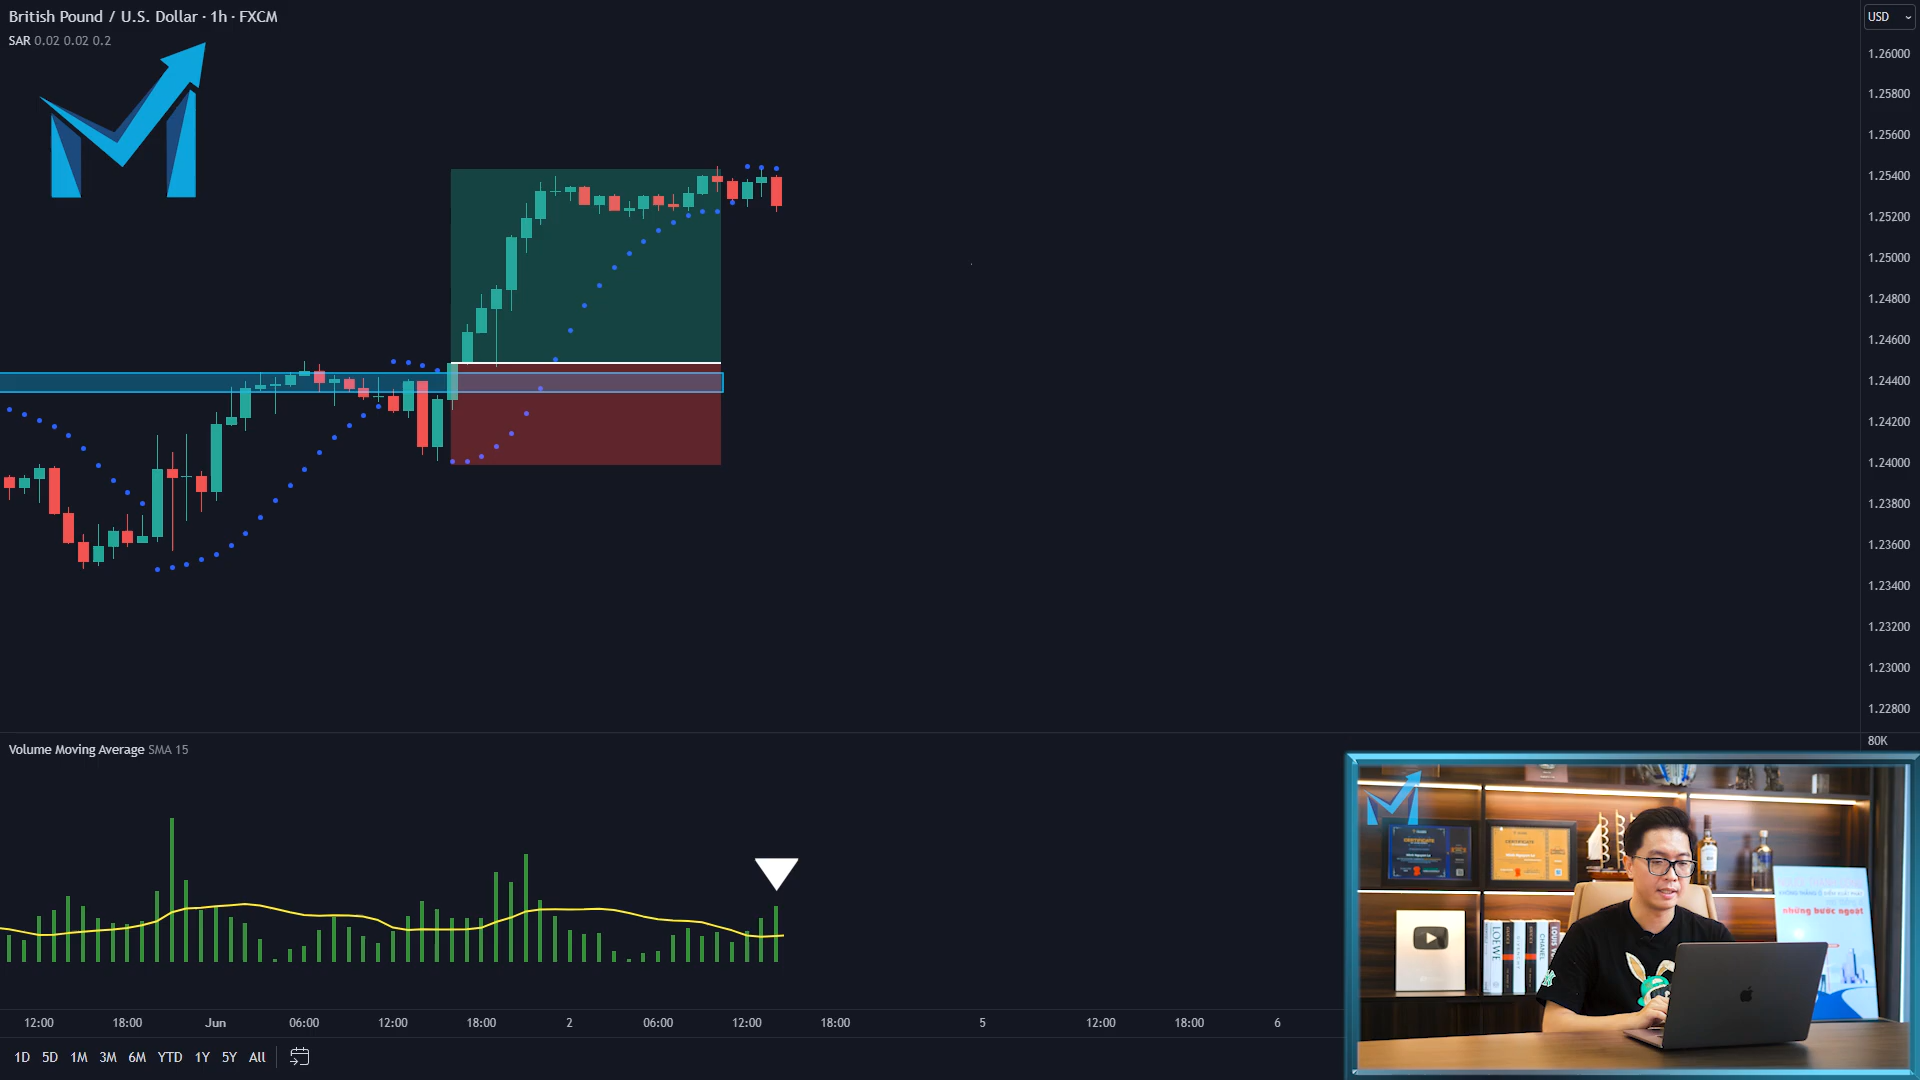 British Pound / U.S. Dollar · 1h · FXCM
SAR 0.02 0.02 0.2
USD
1.26000
1.25800
1.25600
1.25400
1.25200
1.25000
1.24800
1.24600
1.24400
1.24200
1.24000
1.23800
1.23600
1.23400
1.23200
1.23000
1.22800
80K
Volume Moving Average SMA 15
12:00 18:00 Jun 06:00 12:00 18:00 2 06:00 12:00 18:00 5 12:00 18:00 6
1D 5D 1M 3M 6M YTD 1Y 5Y All
những bước ngoặt
LOEWE
CHANEL